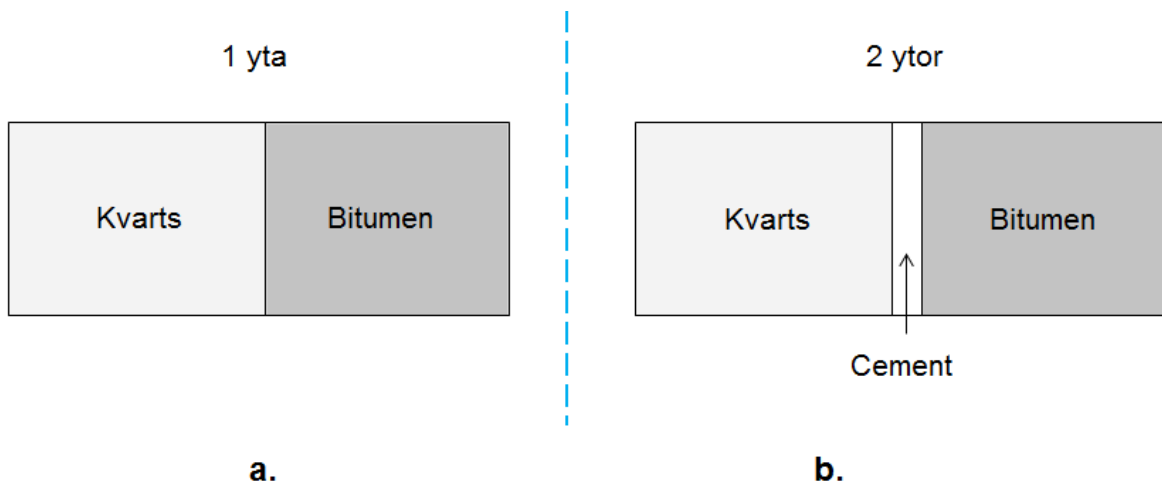 1 yta
Kvarts
Bitumen
a.
2 ytor
Kvarts
Bitumen
Cement
b.